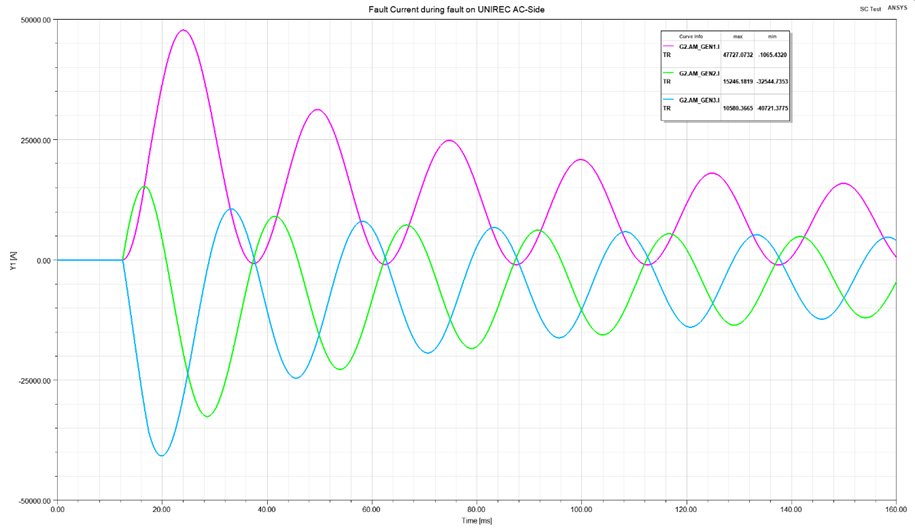 Fault Current during fault on UNIREC AC-Side
SC Test ANSYS
Curve Info max min
G2.AM_GEN1.I
TR 47727.0732 -1065.4320
G2.AM_GEN2.I
TR 15246.1819 -32544.7353
G2.AM_GEN3.I
TR 10580.3665 -40721.3775
50000.00
25000.00
0.00
-25000.00
-50000.00
Y1 [A]
0.00 20.00 40.00 60.00 80.00 100.00 120.00 140.00 160.00
Time [ms]